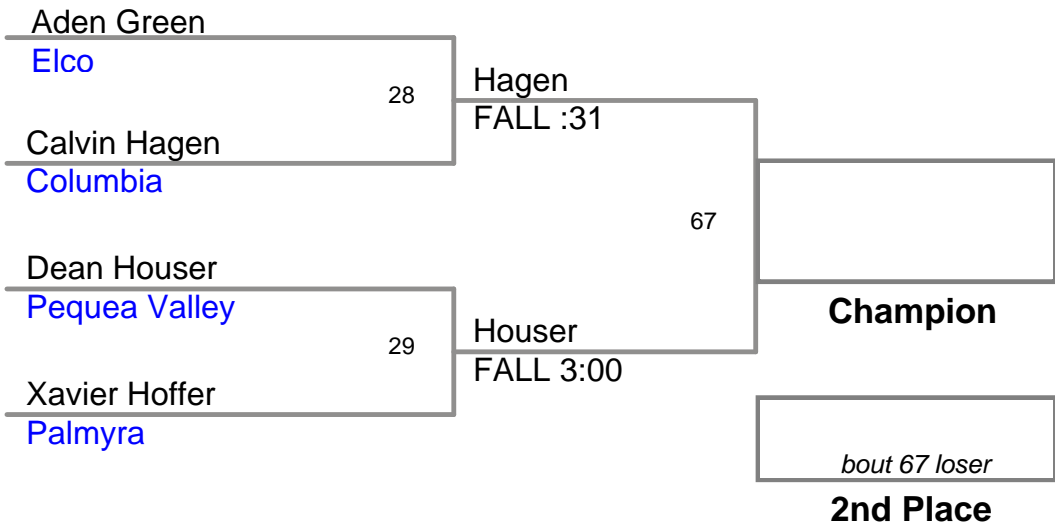 Aden Green
Elco
28
Calvin Hagen
Columbia
Hagen
FALL :31
67
Dean Houser
Pequea Valley
29
Xavier Hoffer
Palmyra
Houser
FALL 3:00
Champion
bout 67 loser
2nd Place